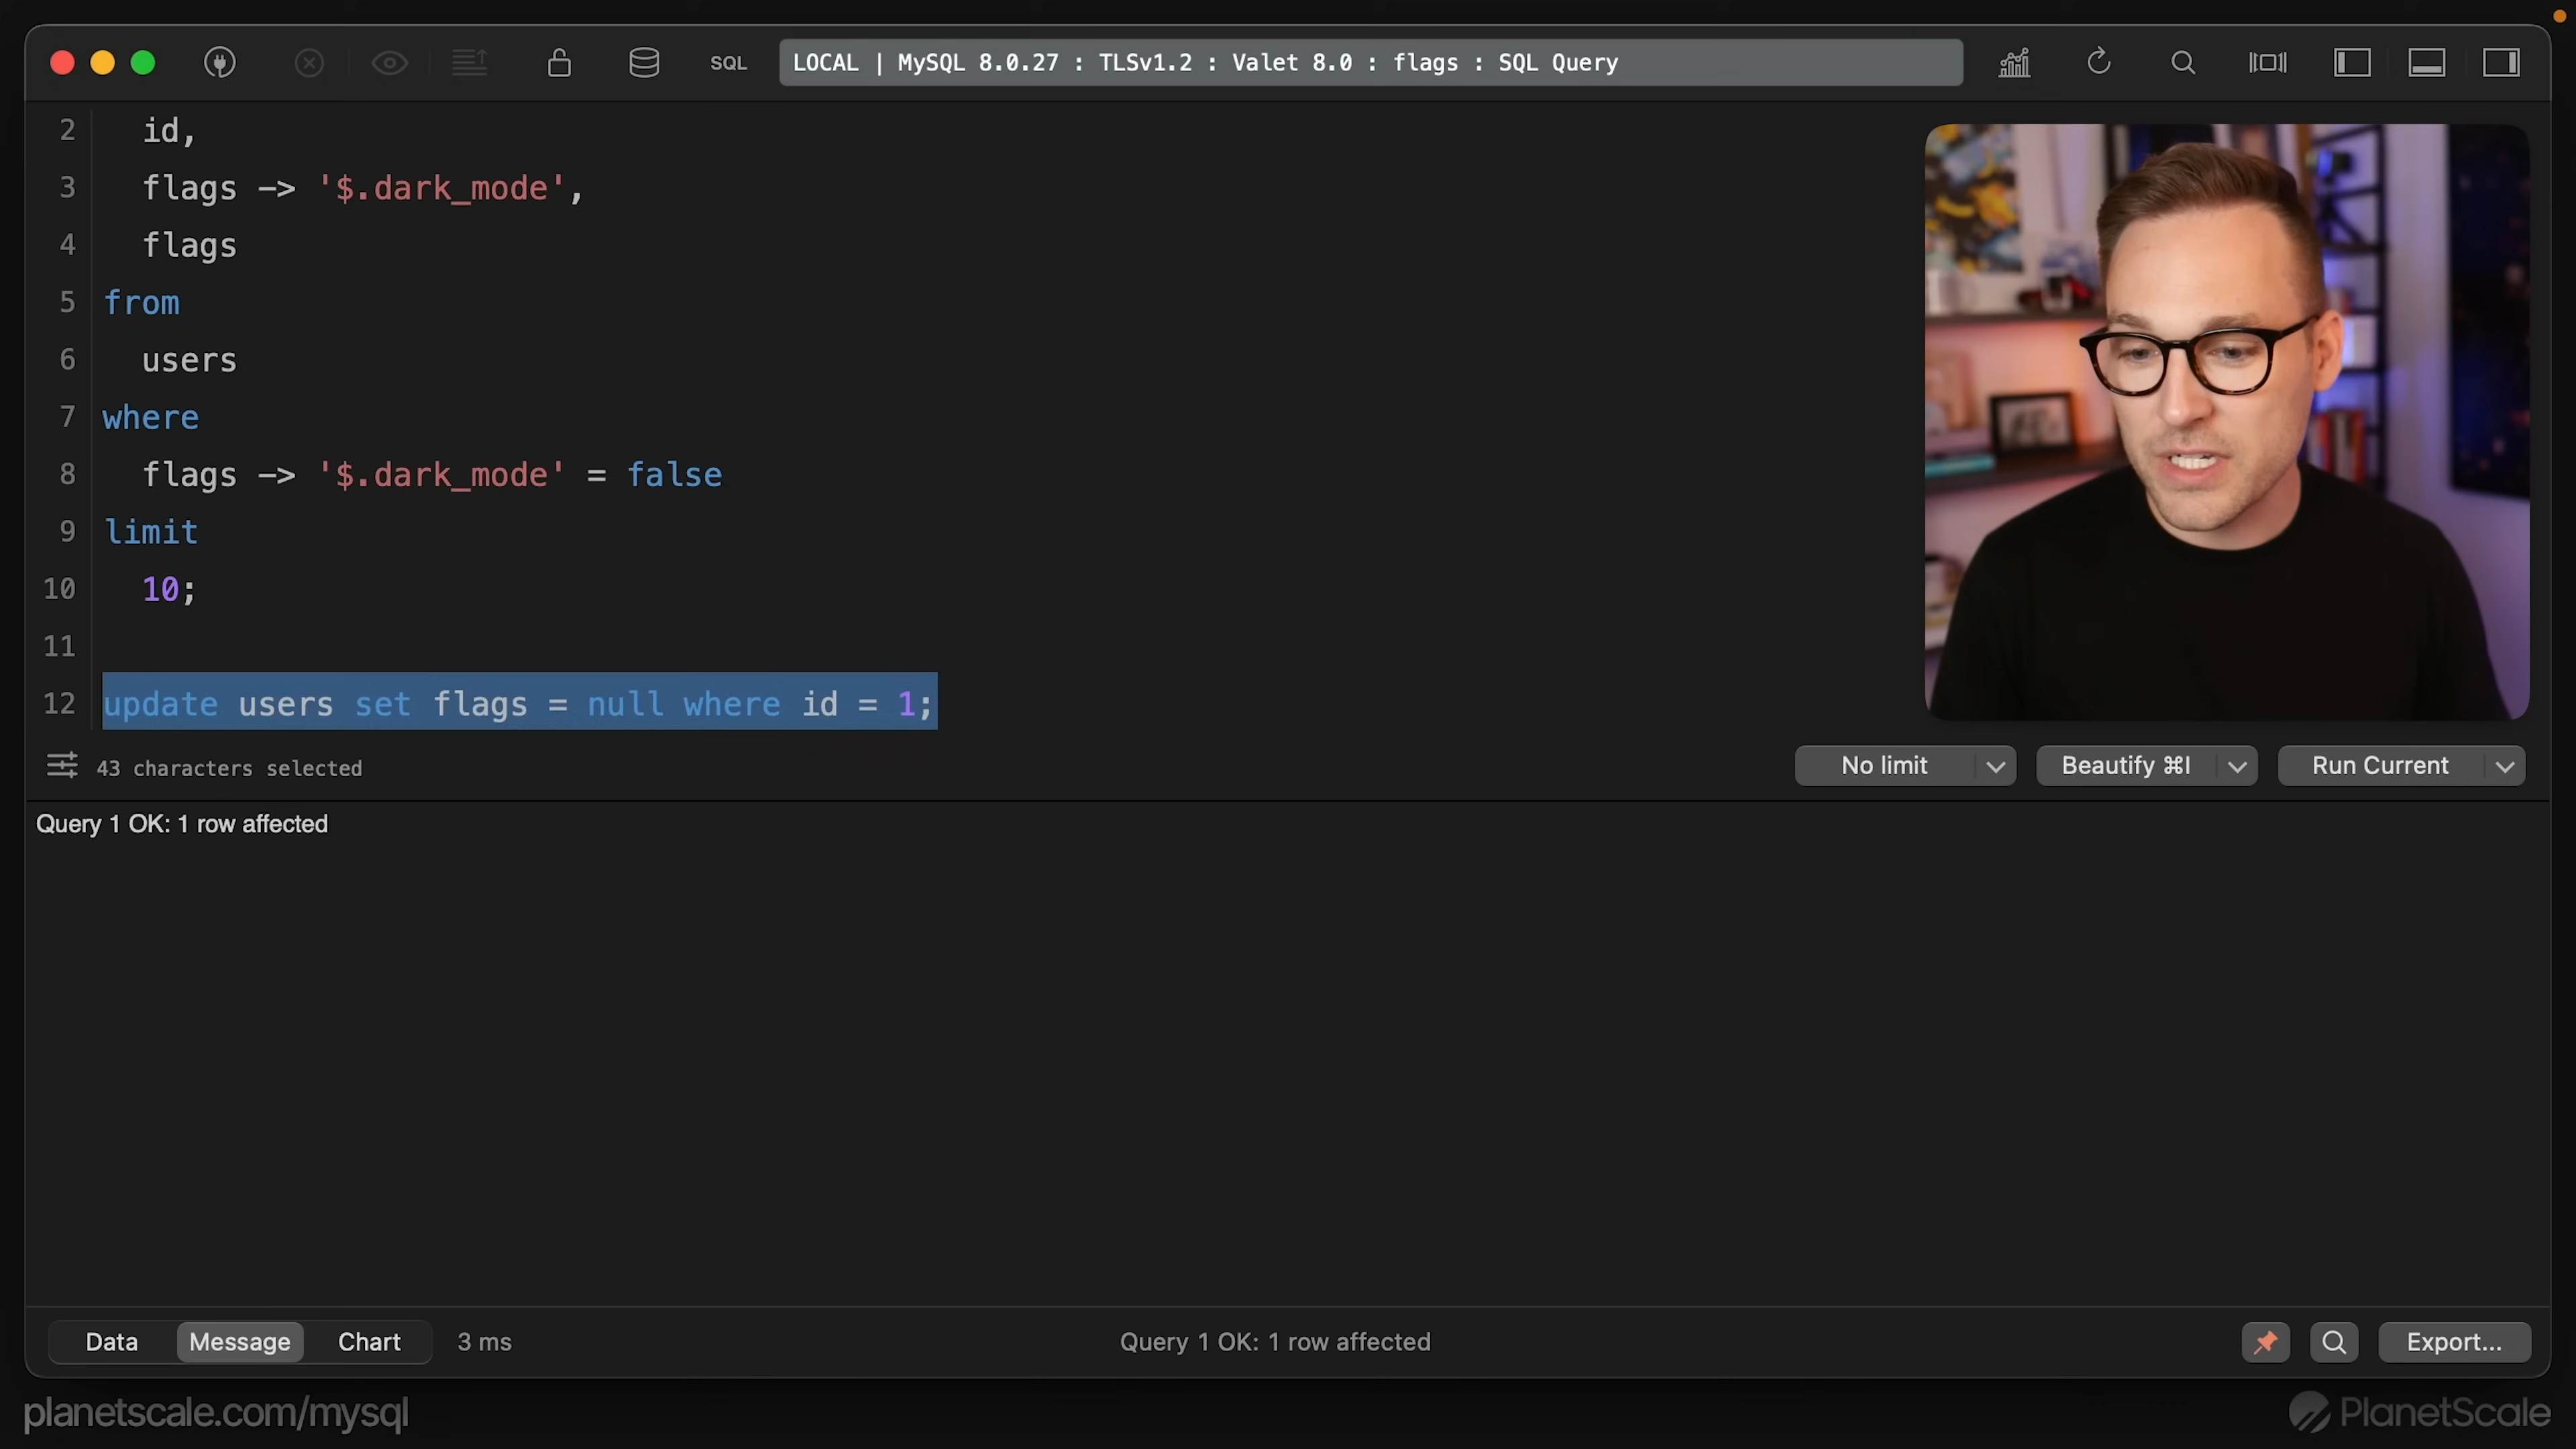 SQL
LOCAL | MySQL 8.0.27 : TLSv1.2 : Valet 8.0 : flags : SQL Query
2 id,
3 flags -> '$.dark_mode',
4 flags
5 from
6 users
7 where
8 flags -> '$.dark_mode' = false
9 limit
10 10;
11
12 update users set flags = null where id = 1;
43 characters selected
No limit
Beautify ⌘I
Run Current
Query 1 OK: 1 row affected
Data
Message
Chart
3 ms
Query 1 OK: 1 row affected
Export...
planetscale.com/mysql
PlanetScale